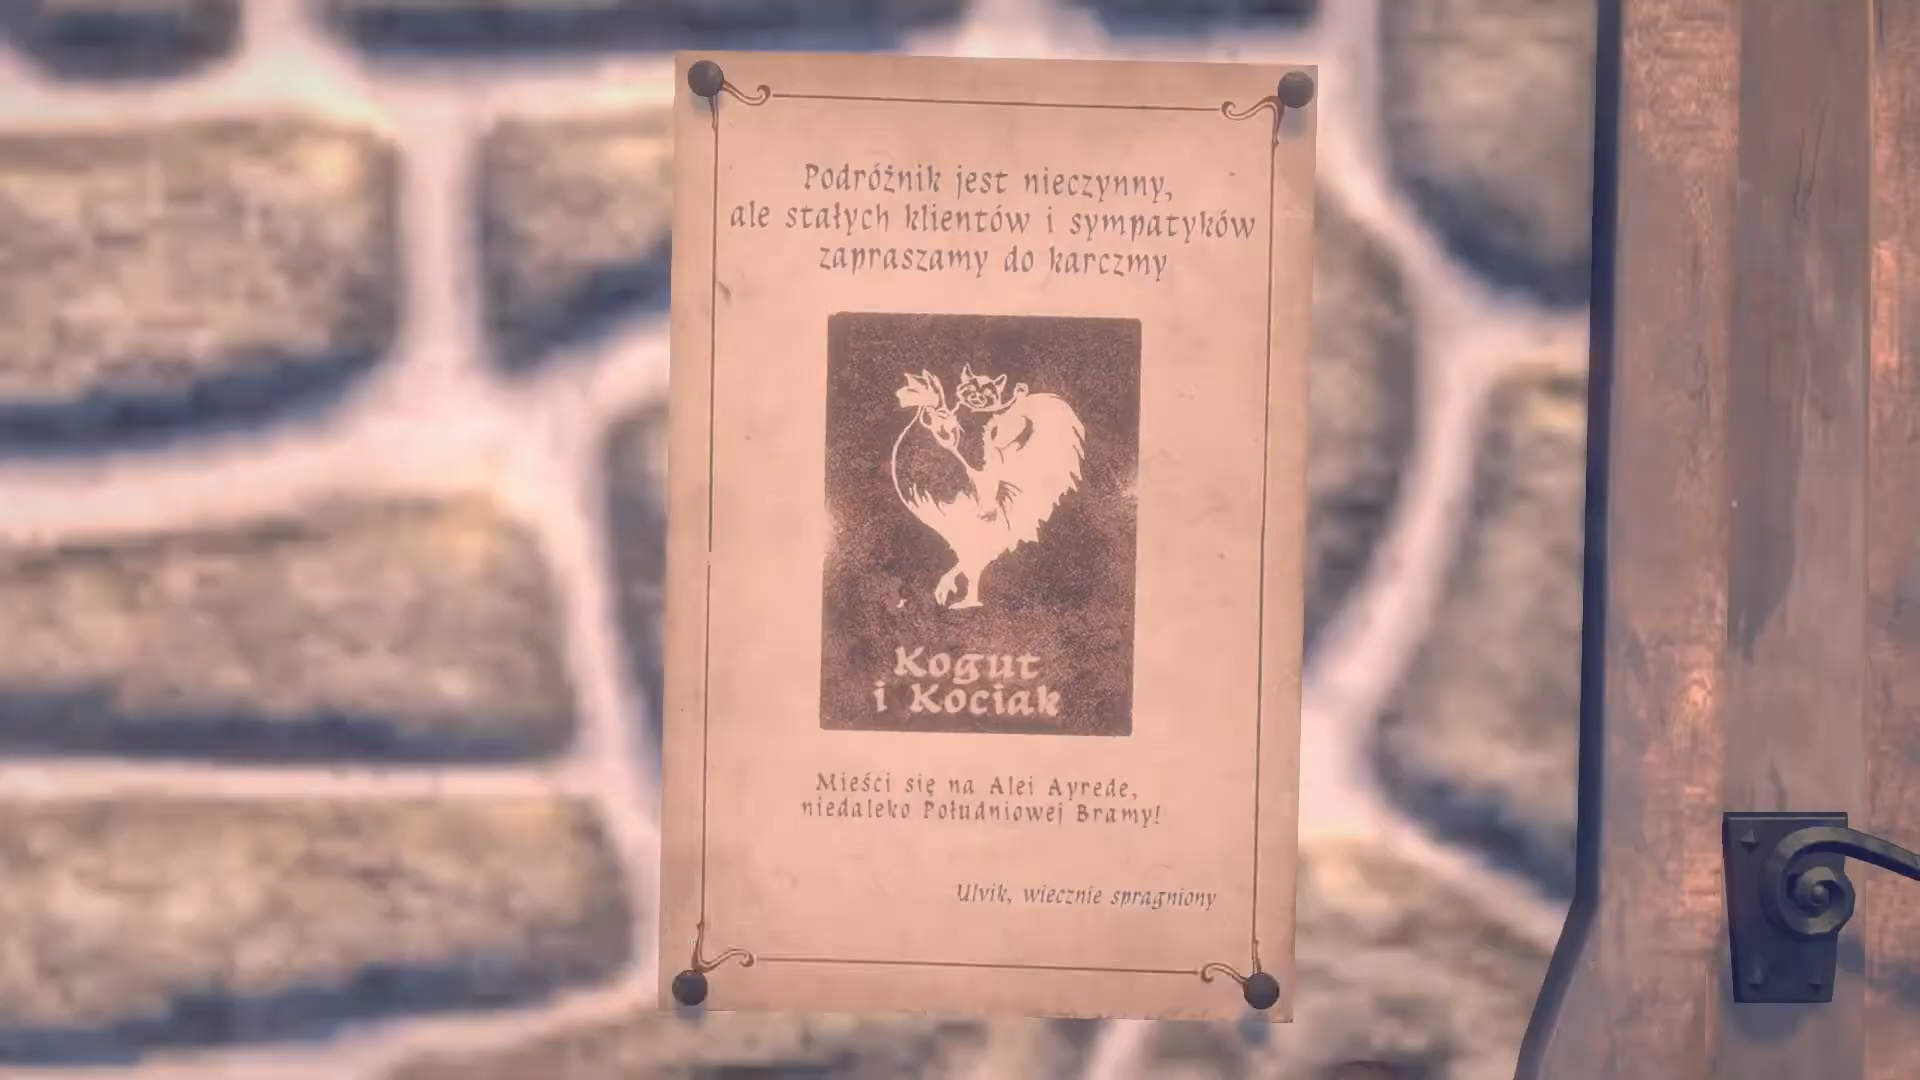 Podróżnik jest nieczynny,
ale stałych klientów i sympatyków
zapraszamy do karczmy
Kogut
i Kociak
Mieści się na Alei Ayrede,
niedaleko Południowej Bramy!
Ulvik, wiecznie spragniony